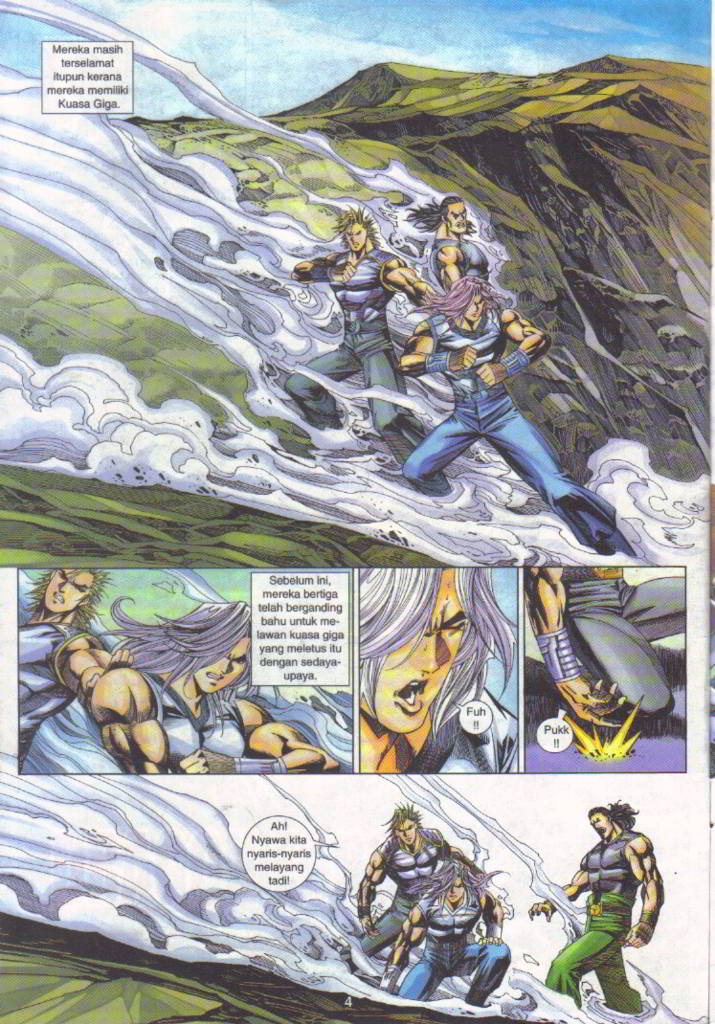 Mereka masih
terselamat
itupun kerana
mereka memiliki
Kuasa Giga.
Sebelum ini,
mereka bertiga
telah berganding
bahu untuk me-
lawan kuasa giga
yang meletus itu
dengan sedaya-
upaya.
Fuh
!!
Pukk
!!
Ah!
Nyawa kita
nyaris-nyaris
melayang
tadi!
4